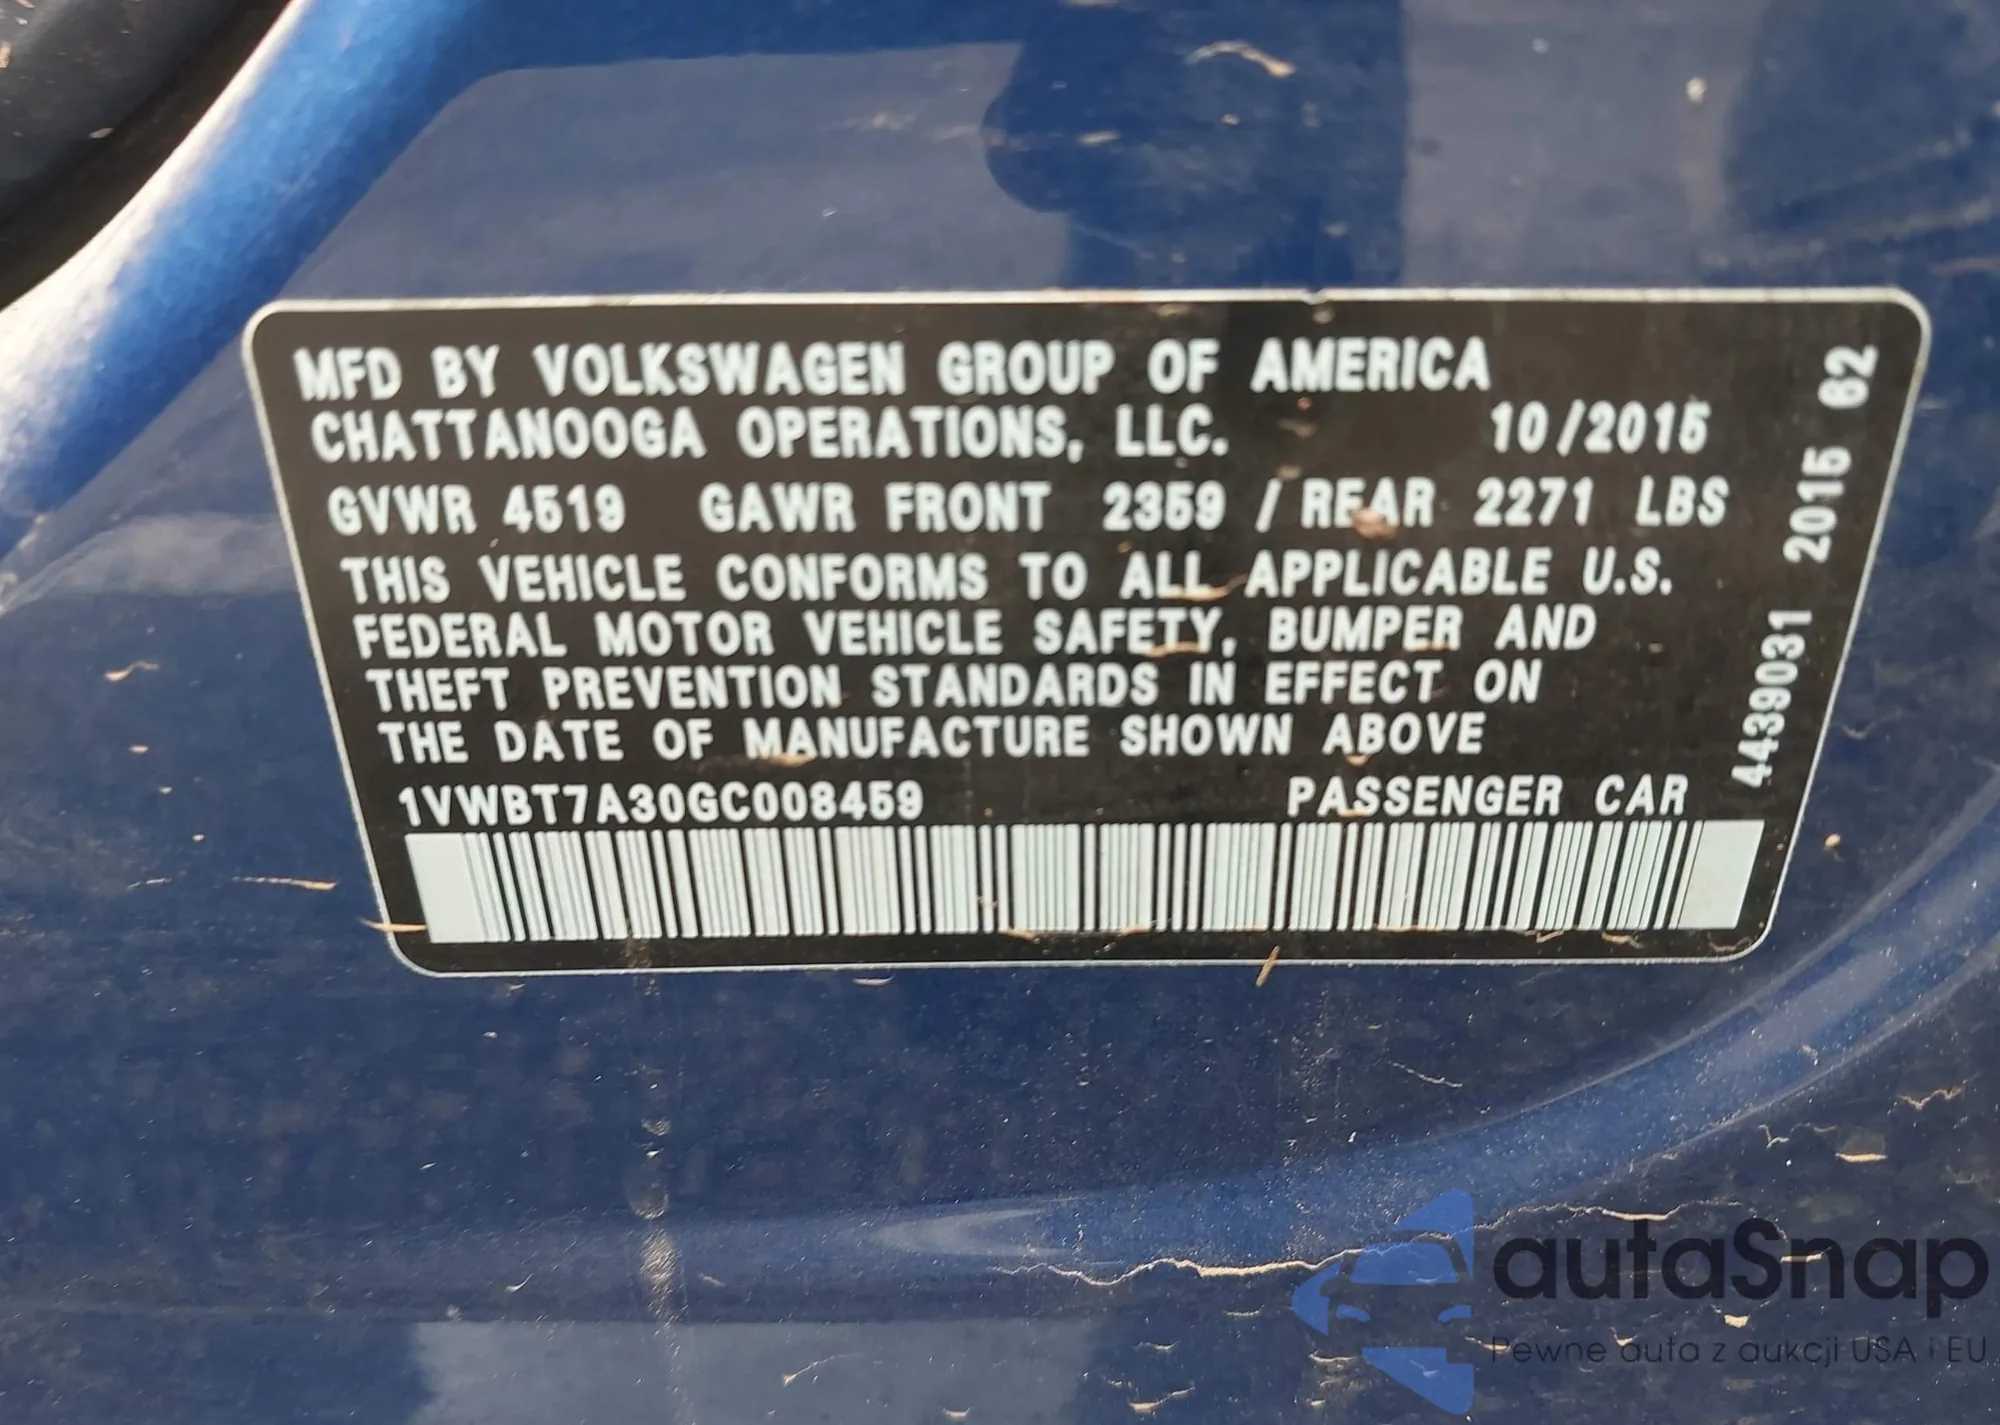 MFD BY VOLKSWAGEN GROUP OF AMERICA
CHATTANOOGA OPERATIONS, LLC. 10/2015
GVWR 4519 GAWR FRONT 2359 / REAR 2271 LBS
THIS VEHICLE CONFORMS TO ALL APPLICABLE U.S.
FEDERAL MOTOR VEHICLE SAFETY, BUMPER AND
THEFT PREVENTION STANDARDS IN EFFECT ON
THE DATE OF MANUFACTURE SHOWN ABOVE
1VWBT7A30GC008459 PASSENGER CAR
4439031 2015 62
autaSnap
Pewne auta z aukcji USA i EU